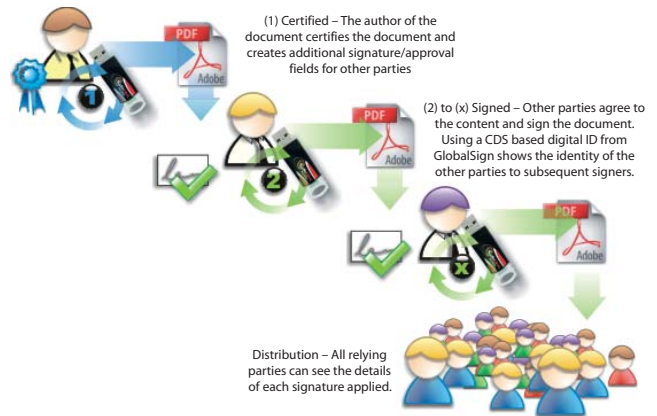 (1) Certified – The author of the
document certifies the document and
creates additional signature/approval
fields for other parties
PDF
Adobe
1
(2) to (x) Signed – Other parties agree to
the content and sign the document.
Using a CDS based digital ID from
GlobalSign shows the identity of the
other parties to subsequent signers.
PDF
Adobe
2
PDF
Adobe
x
Distribution – All relying
parties can see the details
of each signature applied.